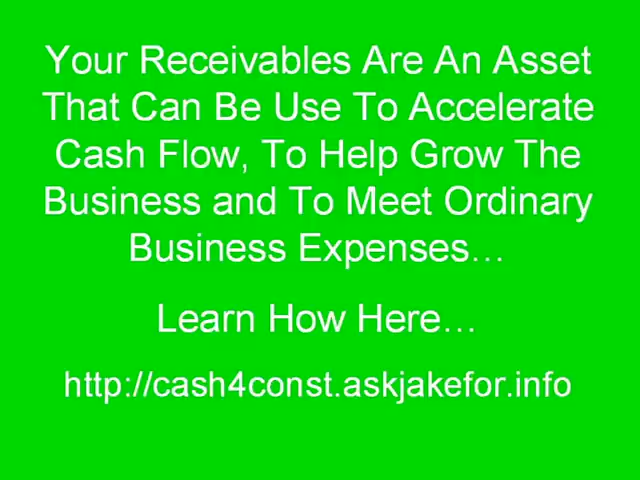 Your Receivables Are An Asset
That Can Be Use To Accelerate
Cash Flow, To Help Grow The
Business and To Meet Ordinary
Business Expenses…
Learn How Here…
http://cash4const.askjakefor.info